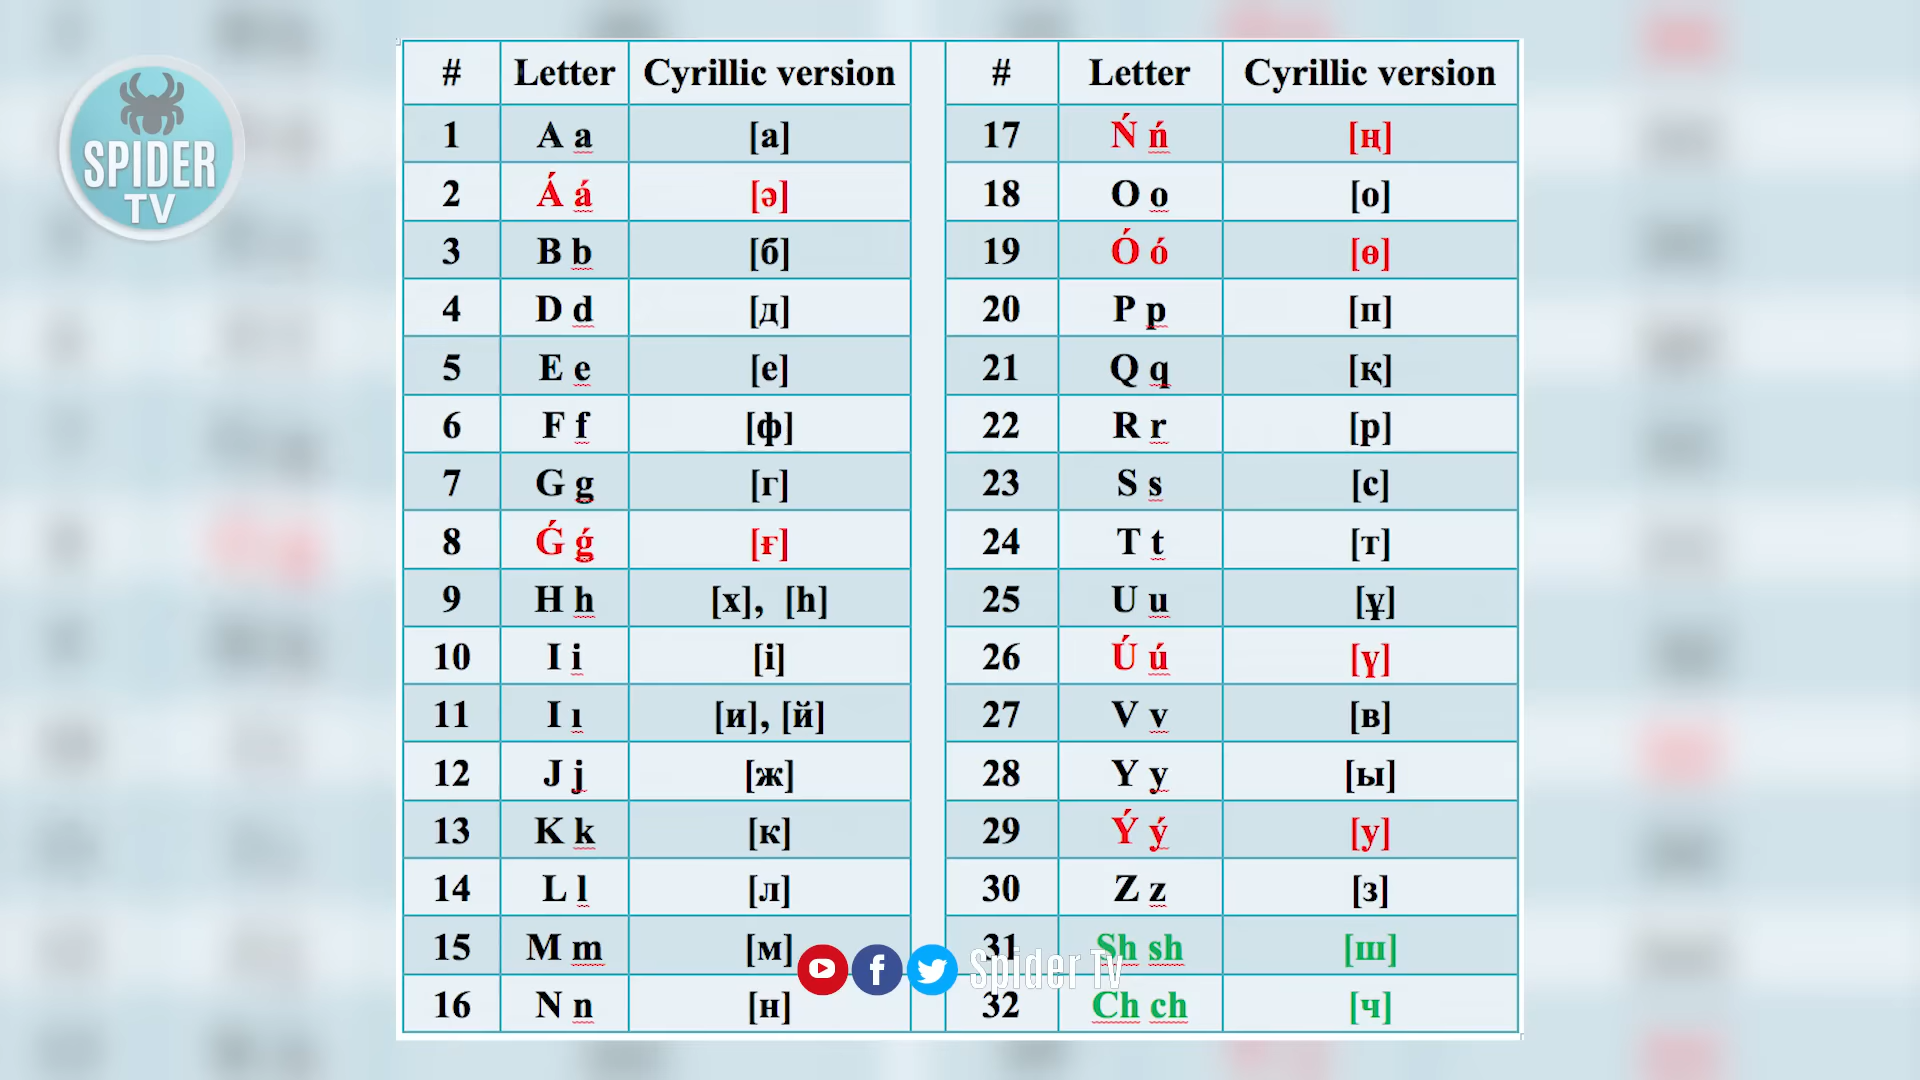 SPIDER
TV
# Letter Cyrillic version # Letter Cyrillic version
1 A a [а] 17 Ń ń [ң]
2 Á á [ә] 18 O o [о]
3 B b [б] 19 Ó ó [ө]
4 D d [д] 20 P p [п]
5 E e [е] 21 Q q [қ]
6 F f [ф] 22 R r [р]
7 G g [г] 23 S s [с]
8 Ǵ ǵ [ғ] 24 T t [т]
9 H h [х], [h] 25 U u [ұ]
10 I i [і] 26 Ú ú [ү]
11 I ı [и], [й] 27 V v [в]
12 J j [ж] 28 Y y [ы]
13 K k [к] 29 Ý ý [у]
14 L l [л] 30 Z z [з]
15 M m [м] 31 Sh sh [ш]
Spider Tv
16 N n [н] 32 Ch ch [ч]